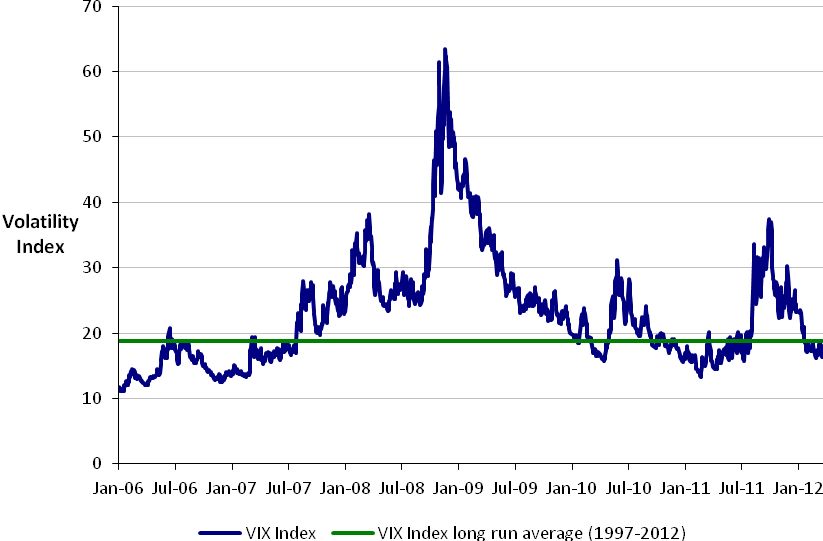 70
60
50
40
30
20
10
0
Volatility
Index
Jan-06 Jul-06 Jan-07 Jul-07 Jan-08 Jul-08 Jan-09 Jul-09 Jan-10 Jul-10 Jan-11 Jul-11 Jan-12
VIX Index VIX Index long run average (1997-2012)